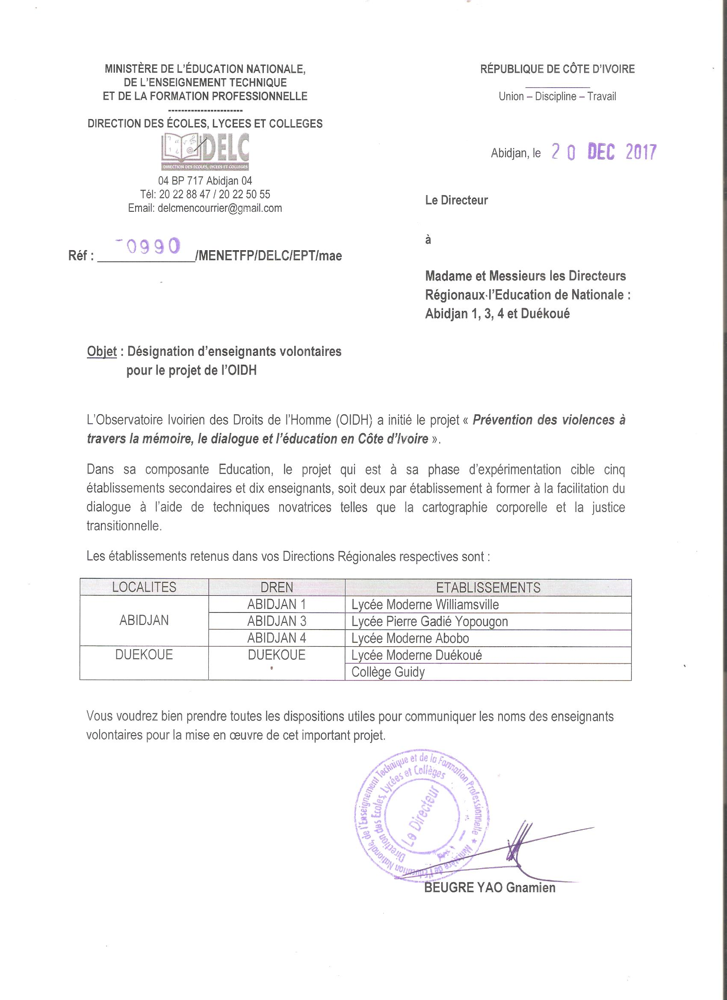 MINISTÈRE DE L'ÉDUCATION NATIONALE,
DE L'ENSEIGNEMENT TECHNIQUE
ET DE LA FORMATION PROFESSIONNELLE
-----------------------
DIRECTION DES ÉCOLES, LYCEES ET COLLEGES
DELC
DIRECTION DES ECOLES, LYCEES ET COLLEGES
04 BP 717 Abidjan 04
Tél: 20 22 88 47 / 20 22 50 55
Email: delcmencourrier@gmail.com
RÉPUBLIQUE DE CÔTE D'IVOIRE
Union – Discipline – Travail
Abidjan, le 20 DEC 2017
Le Directeur
à
Réf : 0990 /MENETFP/DELC/EPT/mae
Madame et Messieurs les Directeurs
Régionaux l'Education de Nationale :
Abidjan 1, 3, 4 et Duékoué
Objet : Désignation d'enseignants volontaires
pour le projet de l'OIDH
L'Observatoire Ivoirien des Droits de l'Homme (OIDH) a initié le projet « Prévention des violences à
travers la mémoire, le dialogue et l'éducation en Côte d'Ivoire ».
Dans sa composante Education, le projet qui est à sa phase d'expérimentation cible cinq
établissements secondaires et dix enseignants, soit deux par établissement à former à la facilitation du
dialogue à l'aide de techniques novatrices telles que la cartographie corporelle et la justice
transitionnelle.
Les établissements retenus dans vos Directions Régionales respectives sont :
LOCALITES DREN ETABLISSEMENTS
ABIDJAN 1 Lycée Moderne Williamsville
ABIDJAN ABIDJAN 3 Lycée Pierre Gadié Yopougon
ABIDJAN 4 Lycée Moderne Abobo
DUEKOUE DUEKOUE Lycée Moderne Duékoué
Collège Guidy
Vous voudrez bien prendre toutes les dispositions utiles pour communiquer les noms des enseignants
volontaires pour la mise en œuvre de cet important projet.
Ministère de l'Education Nationale, de l'Enseignement Technique et de la Formation Professionnelle
Direction des Ecoles, Lycées et Collèges
Le Directeur
BEUGRE YAO Gnamien